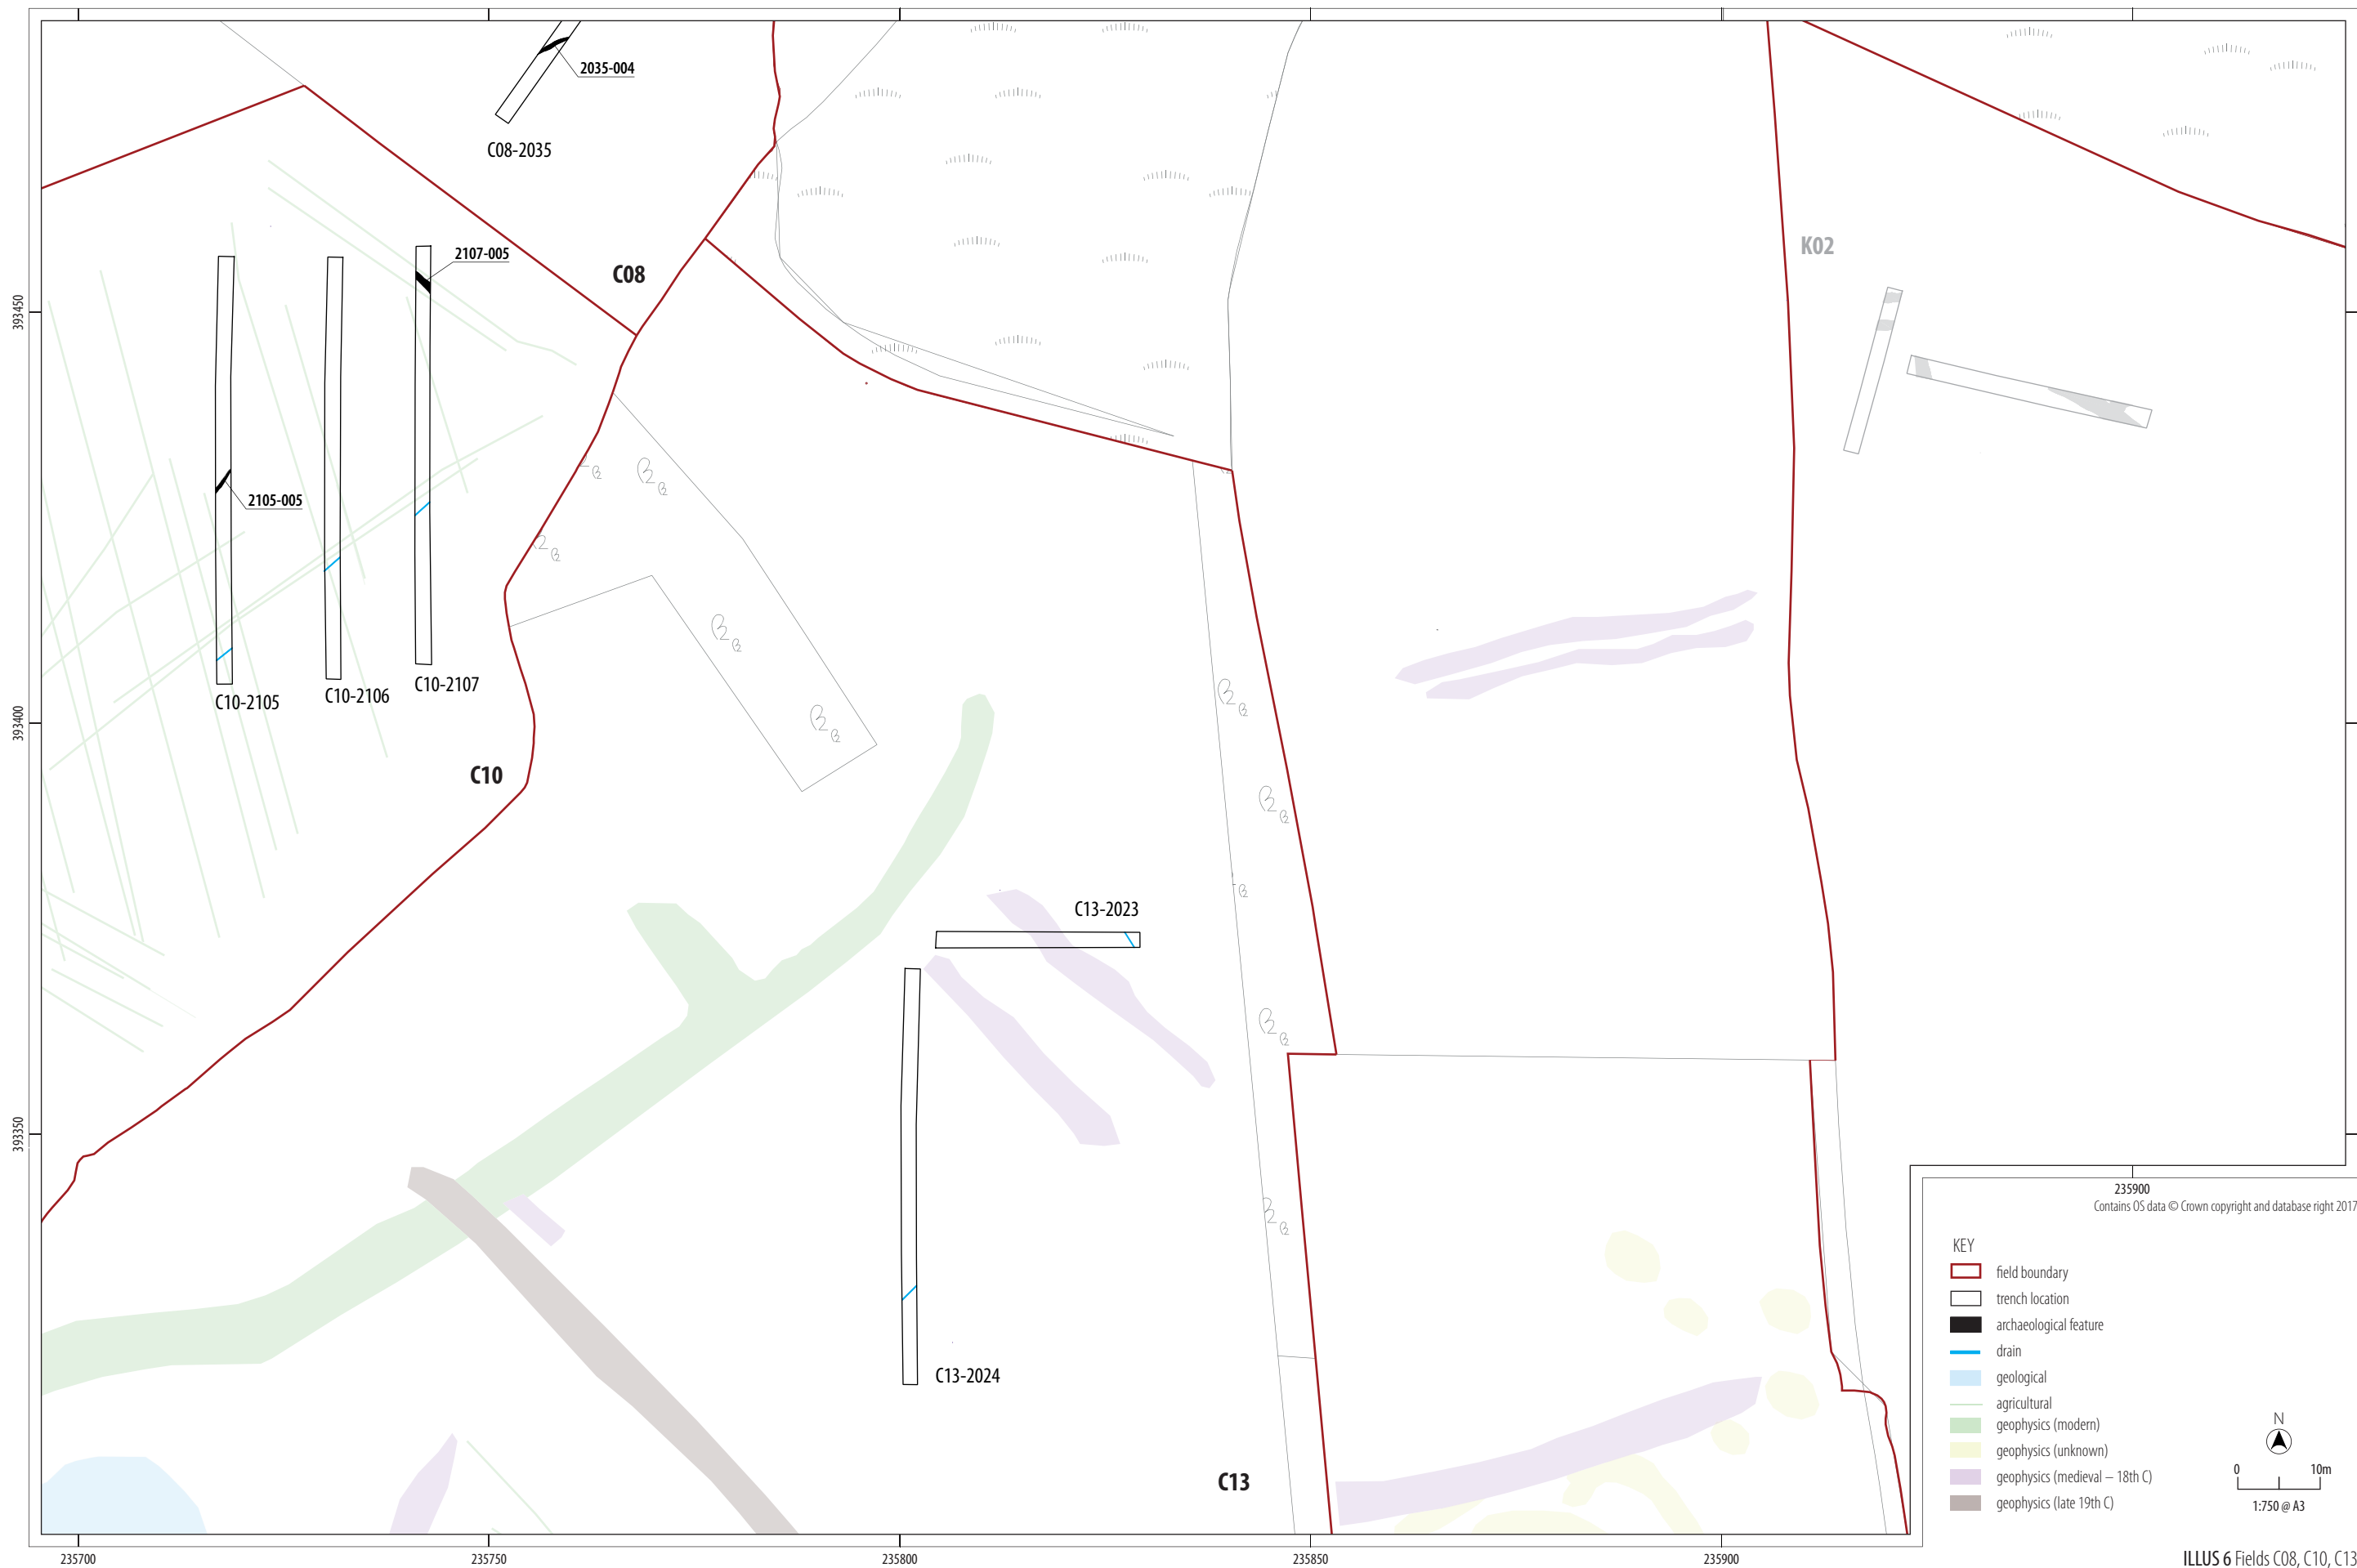 2035-004
C08-2035
2107-005
C08
K02
393450
2105-005
C10-2105
C10-2106
C10-2107
393400
C10
C13-2023
393350
235900
Contains OS data © Crown copyright and database right 2017
KEY
field boundary
trench location
archaeological feature
drain
geological
agricultural
geophysics (modern)
geophysics (unknown)
geophysics (medieval – 18th C)
geophysics (late 19th C)
N
0 10m
1:750 @ A3
C13-2024
C13
235700
235750
235800
235850
235900
ILLUS 6 Fields C08, C10, C13